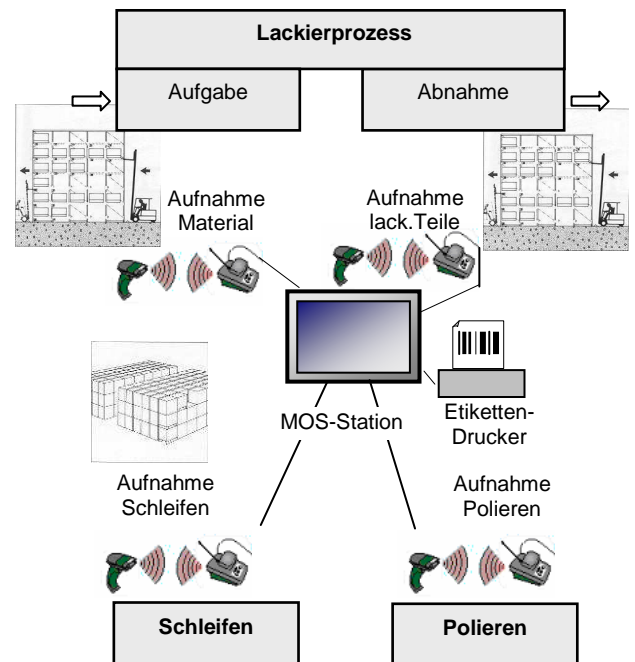 Lackierprozess
Aufgabe
Abnahme
Aufnahme
Material
Aufnahme
lack.Teile
MOS-Station
Etiketten-
Drucker
Aufnahme
Schleifen
Aufnahme
Polieren
Schleifen
Polieren